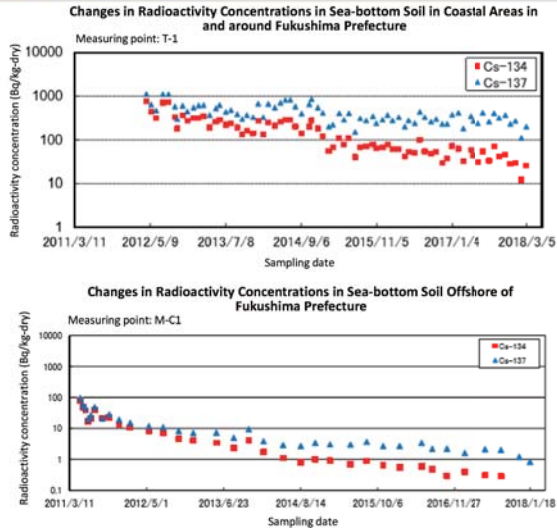 Changes in Radioactivity Concentrations in Sea-bottom Soil in Coastal Areas in
and around Fukushima Prefecture
Measuring point: T-1
Radioactivity concentration (Bq/kg-dry)
10000
1000
100
10
1
Cs-134
Cs-137
2011/3/11 2012/5/9 2013/7/8 2014/9/6 2015/11/5 2017/1/4 2018/3/5
Sampling date
Changes in Radioactivity Concentrations in Sea-bottom Soil Offshore of
Fukushima Prefecture
Measuring point: M-C1
Radioactivity concentration (Bq/kg-dry)
10000
1000
100
10
1
0.1
Cs-134
Cs-137
2011/3/11 2012/5/1 2013/6/23 2014/8/14 2015/10/6 2016/11/27 2018/1/18
Sampling date